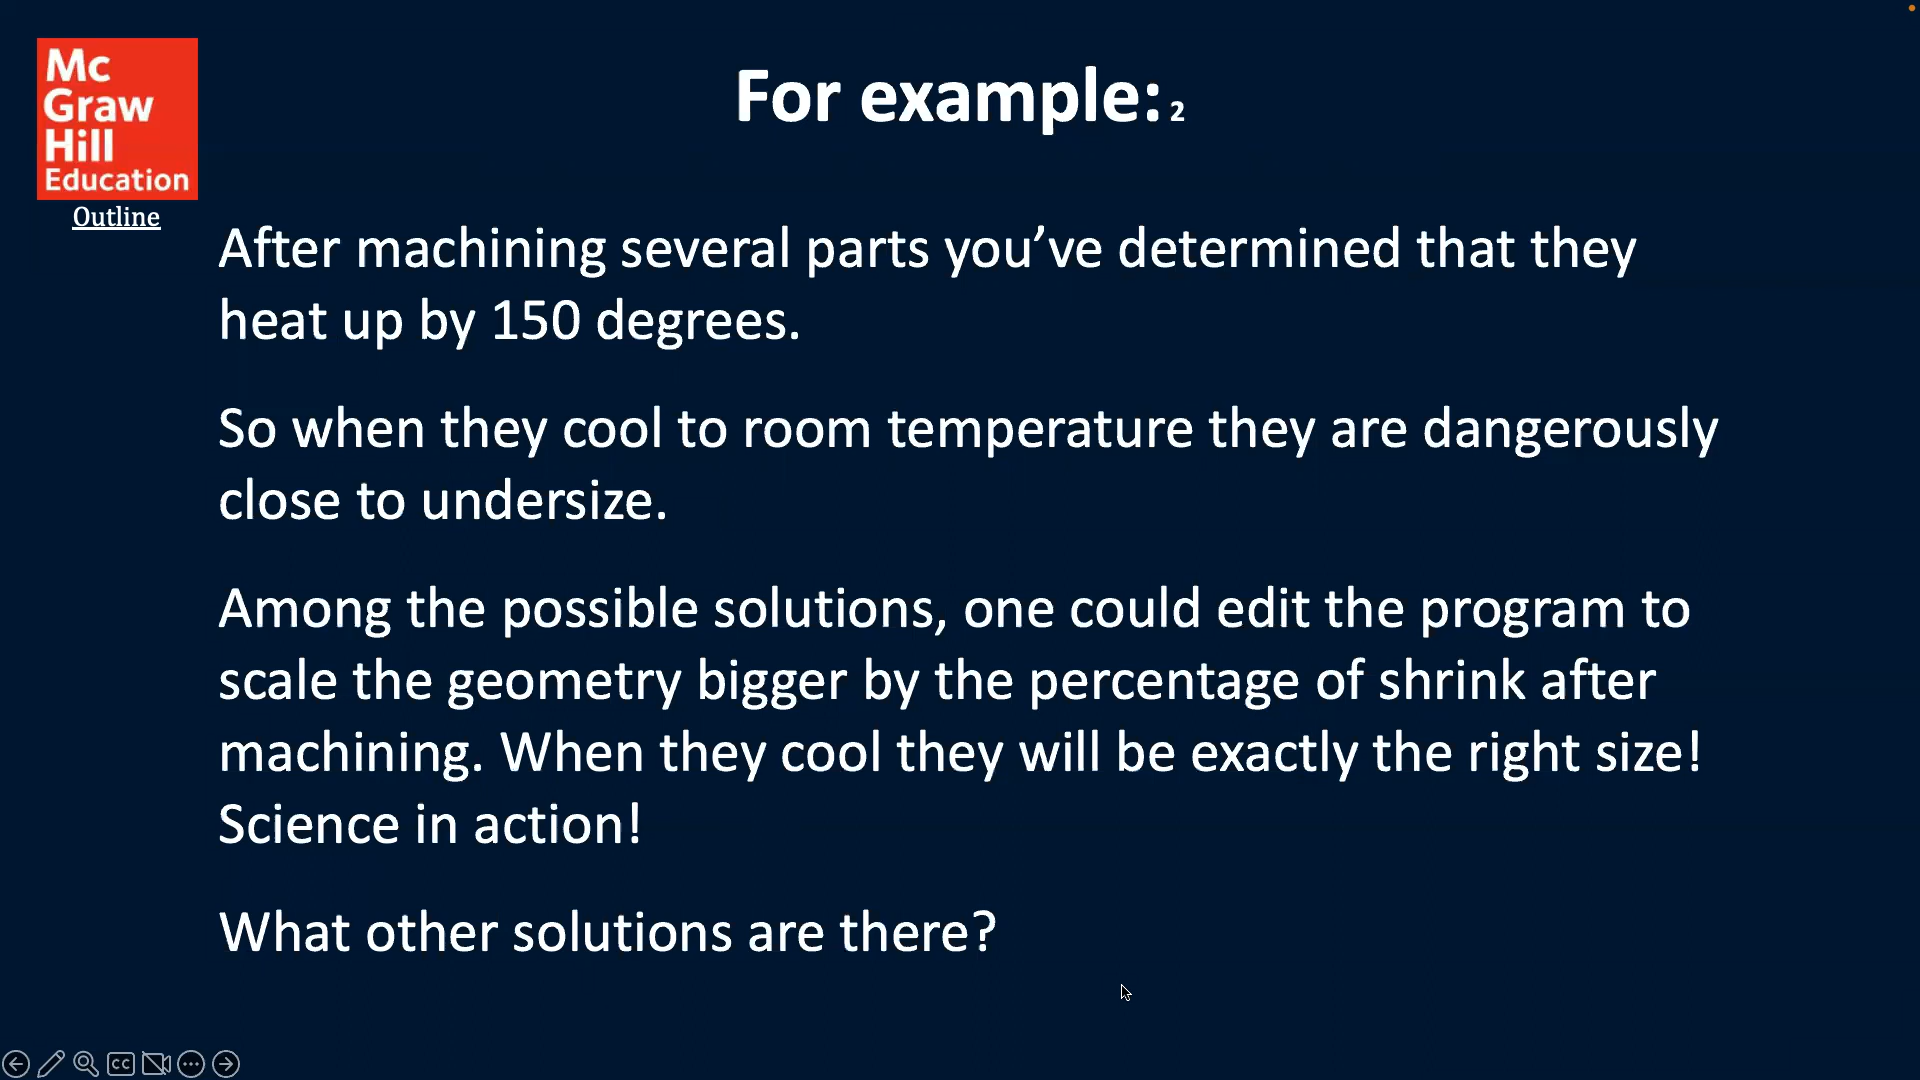 Mc
Graw
Hill
Education
Outline
For example: 2
After machining several parts you’ve determined that they
heat up by 150 degrees.
So when they cool to room temperature they are dangerously
close to undersize.
Among the possible solutions, one could edit the program to
scale the geometry bigger by the percentage of shrink after
machining. When they cool they will be exactly the right size!
Science in action!
What other solutions are there?
CC